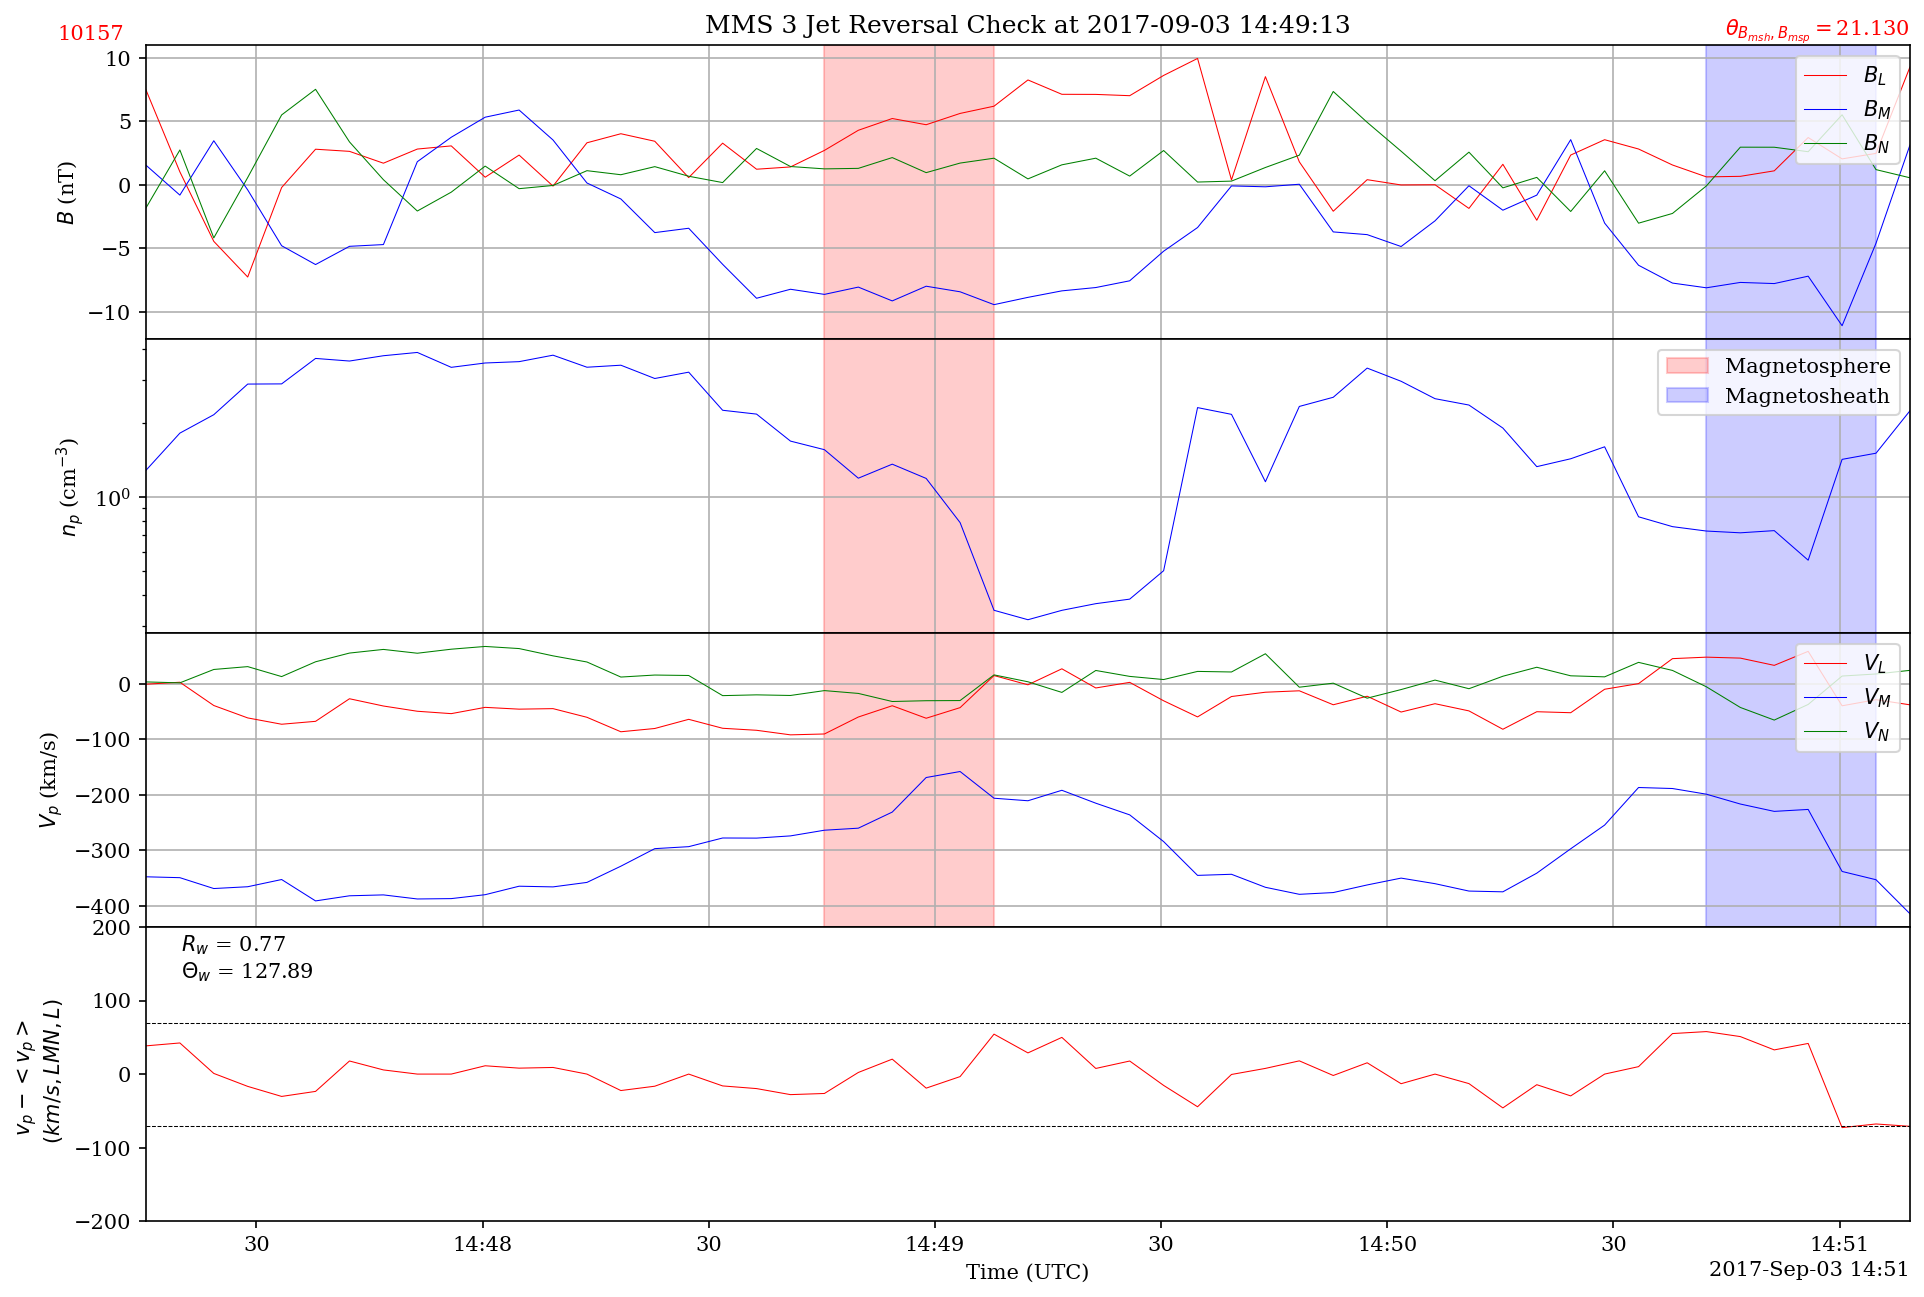 MMS 3 Jet Reversal Check at 2017-09-03 14:49:13
10157
θ_{B_{msh}, B_{msp}} = 21.130
10
5
0
−5
−10
B (nT)
B_L
B_M
B_N
10^0
n_p (cm^{−3})
Magnetosphere
Magnetosheath
0
−100
−200
−300
−400
V_p (km/s)
V_L
V_M
V_N
200
100
0
−100
−200
v_p − < v_p >
(km/s, LMN, L)
R_w = 0.77
Θ_w = 127.89
30
14:48
30
14:49
30
14:50
30
14:51
Time (UTC)
2017-Sep-03 14:51